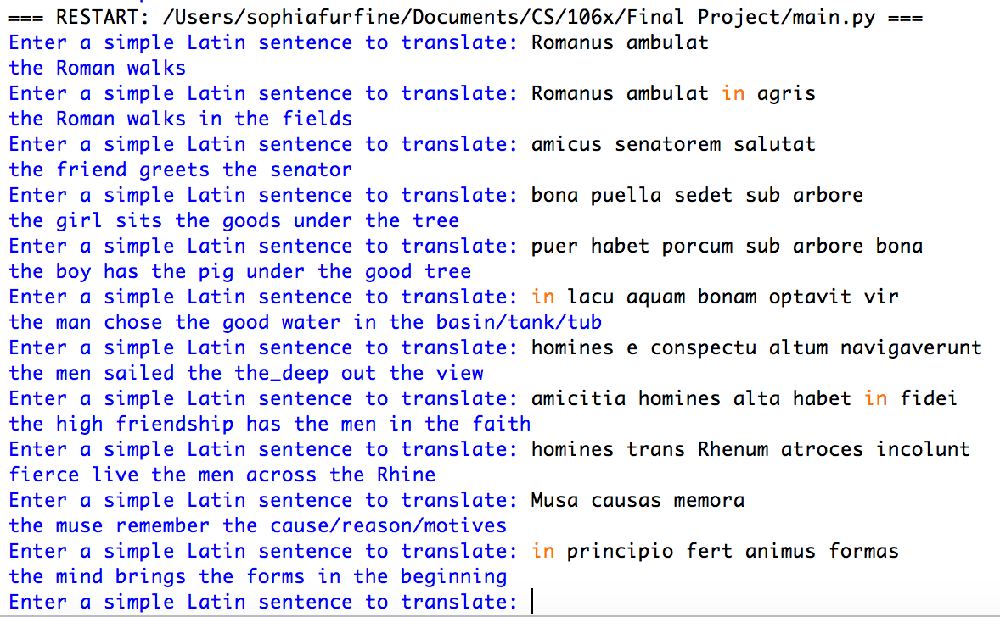 === RESTART: /Users/sophiafurfine/Documents/CS/106x/Final Project/main.py ===
Enter a simple Latin sentence to translate: Romanus ambulat
the Roman walks
Enter a simple Latin sentence to translate: Romanus ambulat in agris
the Roman walks in the fields
Enter a simple Latin sentence to translate: amicus senatorem salutat
the friend greets the senator
Enter a simple Latin sentence to translate: bona puella sedet sub arbore
the girl sits the goods under the tree
Enter a simple Latin sentence to translate: puer habet porcum sub arbore bona
the boy has the pig under the good tree
Enter a simple Latin sentence to translate: in lacu aquam bonam optavit vir
the man chose the good water in the basin/tank/tub
Enter a simple Latin sentence to translate: homines e conspectu altum navigaverunt
the men sailed the the_deep out the view
Enter a simple Latin sentence to translate: amicitia homines alta habet in fidei
the high friendship has the men in the faith
Enter a simple Latin sentence to translate: homines trans Rhenum atroces incolunt
fierce live the men across the Rhine
Enter a simple Latin sentence to translate: Musa causas memora
the muse remember the cause/reason/motives
Enter a simple Latin sentence to translate: in principio fert animus formas
the mind brings the forms in the beginning
Enter a simple Latin sentence to translate: